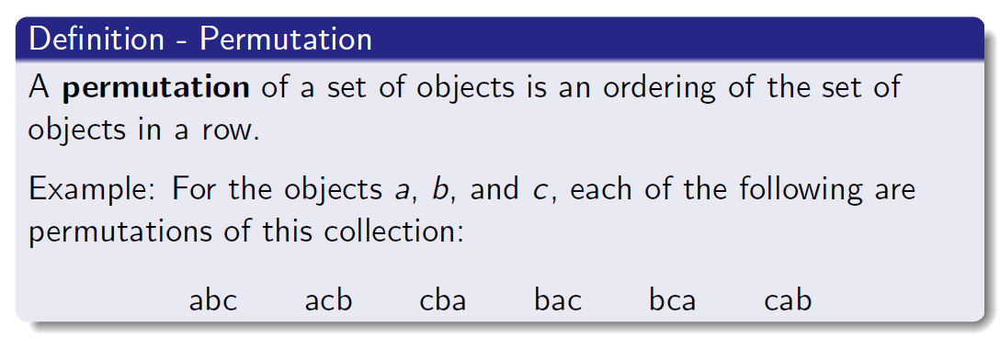 Definition - Permutation
A permutation of a set of objects is an ordering of the set of
objects in a row.
Example: For the objects a, b, and c, each of the following are
permutations of this collection:
abc acb cba bac bca cab